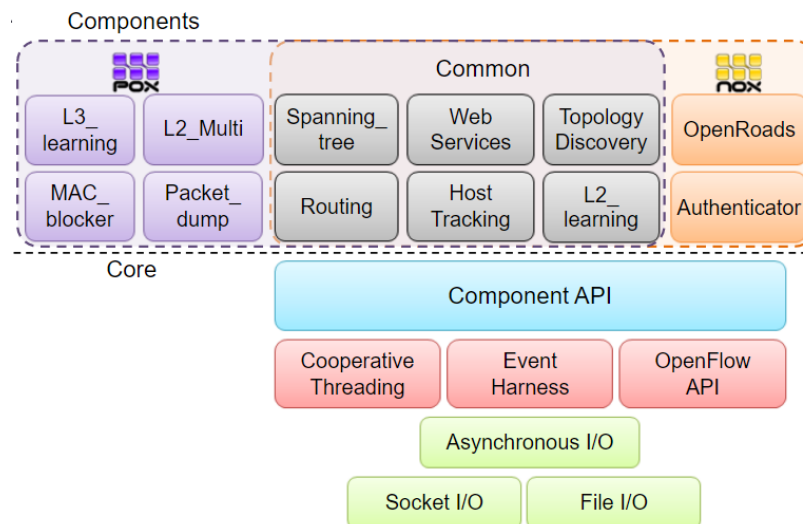 Components
POX
Common
nox
L3_
learning
L2_Multi
Spanning_
tree
Web
Services
Topology
Discovery
OpenRoads
MAC_
blocker
Packet_
dump
Routing
Host
Tracking
L2_
learning
Authenticator
Core
Component API
Cooperative
Threading
Event
Harness
OpenFlow
API
Asynchronous I/O
Socket I/O
File I/O